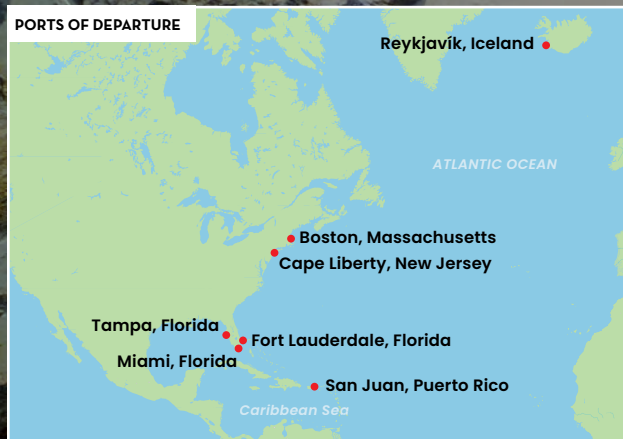 PORTS OF DEPARTURE
Reykjavík, Iceland
ATLANTIC OCEAN
Boston, Massachusetts
Cape Liberty, New Jersey
Tampa, Florida
Fort Lauderdale, Florida
Miami, Florida
San Juan, Puerto Rico
Caribbean Sea